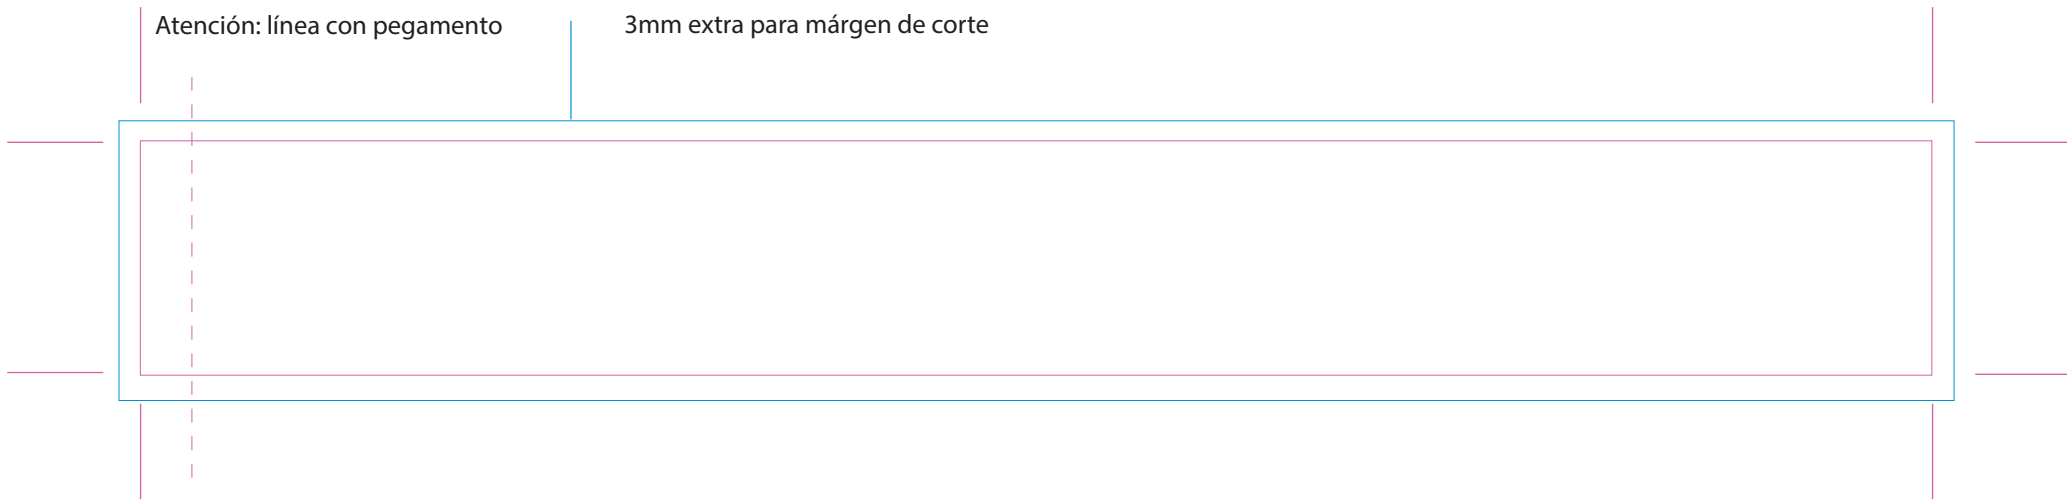 Atención: línea con pegamento
3mm extra para márgen de corte